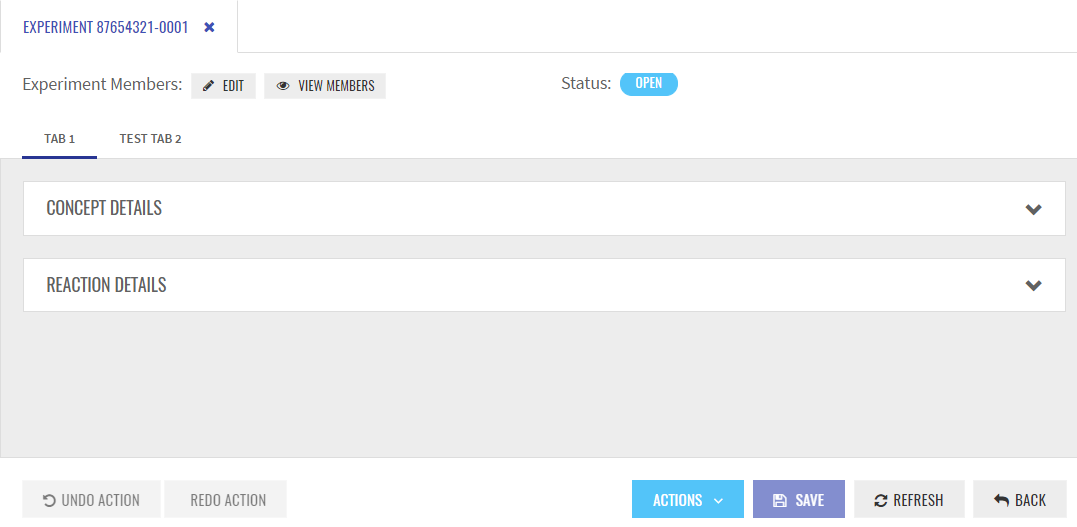 EXPERIMENT 87654321-0001
Experiment Members: EDIT VIEW MEMBERS Status: OPEN
TAB 1 TEST TAB 2
CONCEPT DETAILS
REACTION DETAILS
UNDO ACTION REDO ACTION ACTIONS SAVE REFRESH BACK